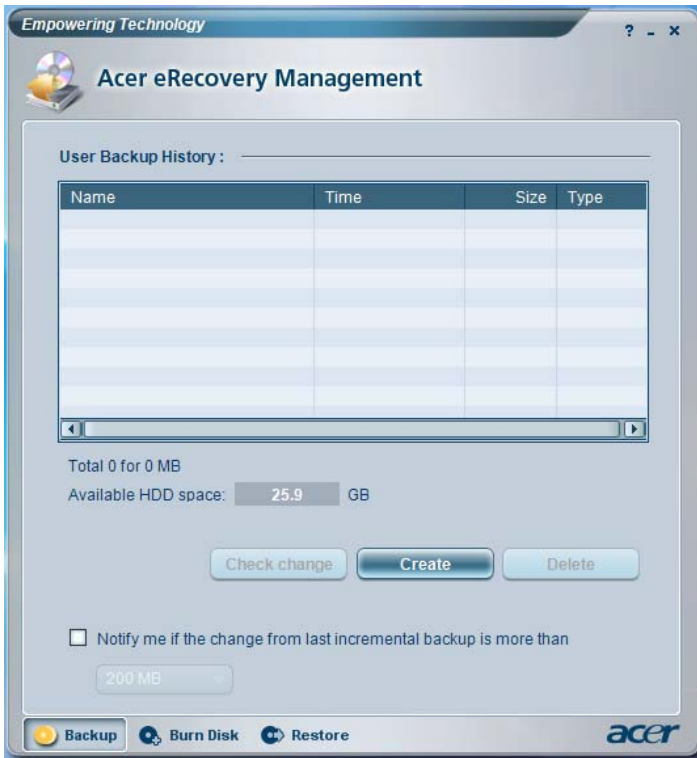 Empowering Technology
? - ×
Acer eRecovery Management
User Backup History :
Name Time Size Type
Total 0 for 0 MB
Available HDD space: 25.9 GB
Check change Create Delete
Notify me if the change from last incremental backup is more than
200 MB
Backup Burn Disk Restore acer